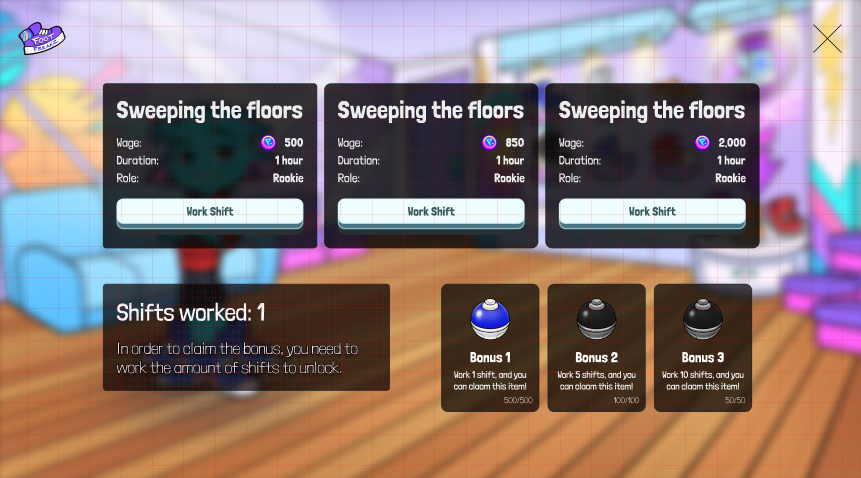 FOOT
Sweeping the floors
Wage: 500
Duration: 1 hour
Role: Rookie
Work Shift
Sweeping the floors
Wage: 850
Duration: 1 hour
Role: Rookie
Work Shift
Sweeping the floors
Wage: 2,000
Duration: 1 hour
Role: Rookie
Work Shift
Shifts worked: 1
In order to claim the bonus, you need to
work the amount of shifts to unlock.
Bonus 1
Work 1 shift, and you
can claom this item!
500/500
Bonus 2
Work 5 shifts, and you
can claom this item!
100/100
Bonus 3
Work 10 shifts, and you
can claom this item!
50/50